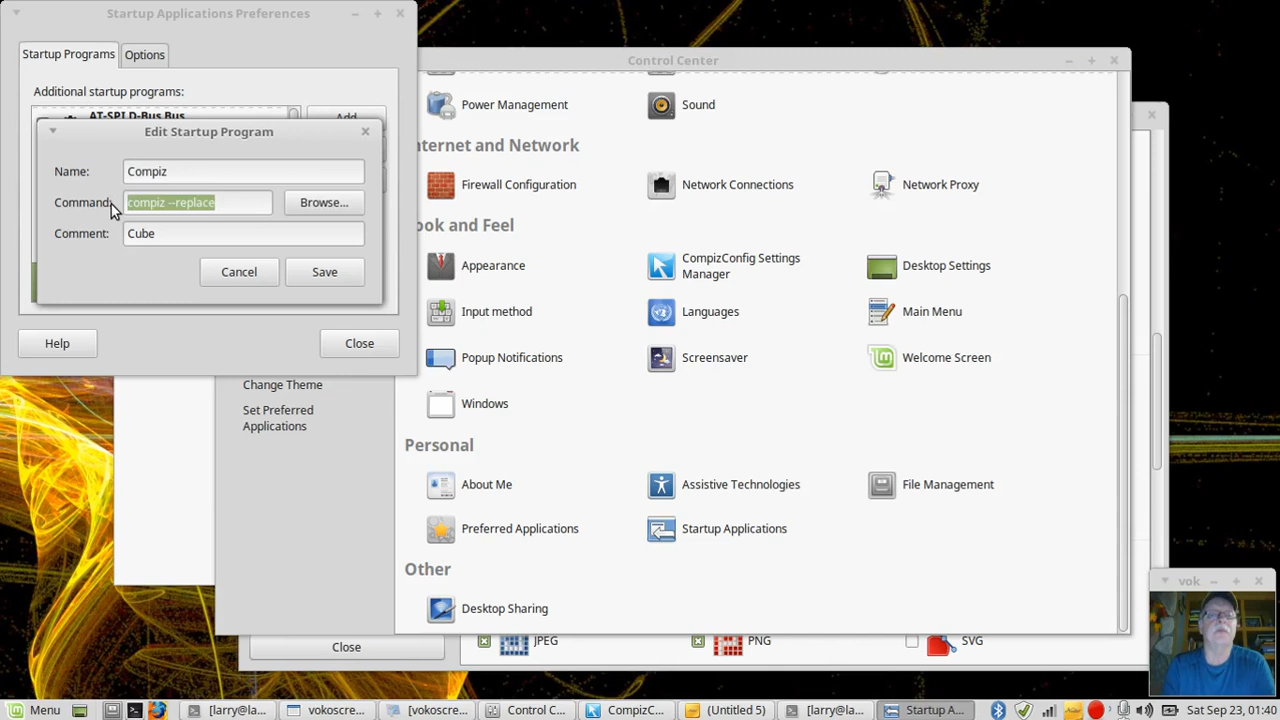 Startup Applications Preferences
Startup Programs
Options
Additional startup programs:
AT-SPI D-Bus Bus
Add
Edit Startup Program
Name:
Compiz
Command:
compiz --replace
Browse...
Comment:
Cube
Cancel
Save
Help
Close
Change Theme
Set Preferred
Applications
Close
Control Center
Power Management
Sound
Internet and Network
Firewall Configuration
Network Connections
Network Proxy
ook and Feel
Appearance
CompizConfig Settings
Manager
Desktop Settings
Input method
Languages
Main Menu
Popup Notifications
Screensaver
Welcome Screen
Windows
Personal
About Me
Assistive Technologies
File Management
Preferred Applications
Startup Applications
Other
Desktop Sharing
JPEG
PNG
SVG
vok
Menu
[larry@la...
vokoscre...
[vokoscre...
Control C...
CompizC...
(Untitled 5)
[larry@la...
Startup A...
Sat Sep 23, 01:40